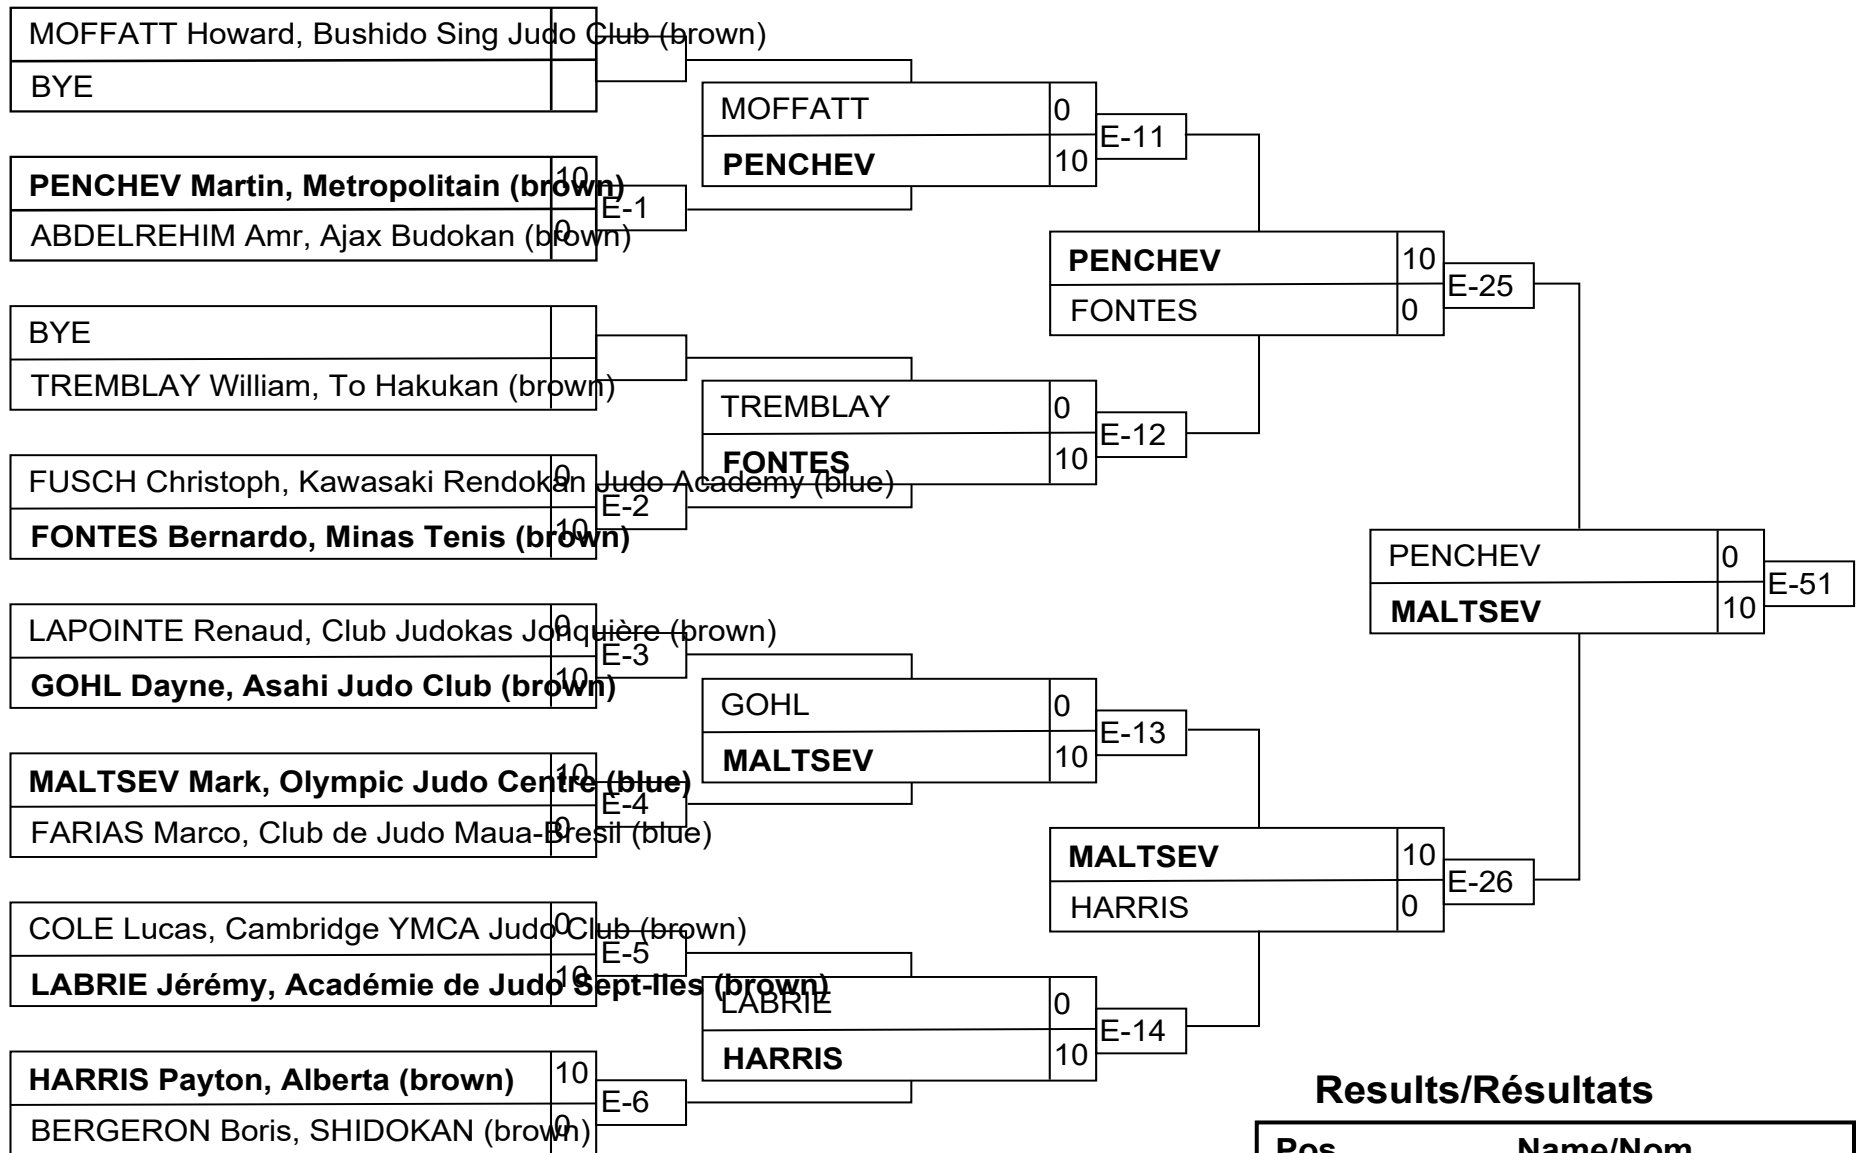 MOFFATT Howard, Bushido Sing Judo Club (brown)
BYE
PENCHEV Martin, Metropolitain (brown) 10
E-1
ABDELREHIM Amr, Ajax Budokan (brown) 0
BYE
TREMBLAY William, To Hakukan (brown)
FUSCH Christoph, Kawasaki Rendokan Judo Academy (blue) 0
E-2
FONTES Bernardo, Minas Tenis (brown) 10
LAPOINTE Renaud, Club Judokas Jonquière (brown) 0
E-3
GOHL Dayne, Asahi Judo Club (brown) 10
MALTSEV Mark, Olympic Judo Centre (blue) 10
E-4
FARIAS Marco, Club de Judo Maua-Bresil (blue) 0
COLE Lucas, Cambridge YMCA Judo Club (brown) 0
E-5
LABRIE Jérémy, Académie de Judo Sept-Iles (brown) 10
HARRIS Payton, Alberta (brown) 10
E-6
BERGERON Boris, SHIDOKAN (brown) 0
MOFFATT 0
E-11
PENCHEV 10
TREMBLAY 0
E-12
FONTES 10
GOHL 0
E-13
MALTSEV 10
LABRIE 0
E-14
HARRIS 10
PENCHEV 10
E-25
FONTES 0
MALTSEV 10
E-26
HARRIS 0
PENCHEV 0
E-51
MALTSEV 10
Results/Résultats
Pos Name/Nom